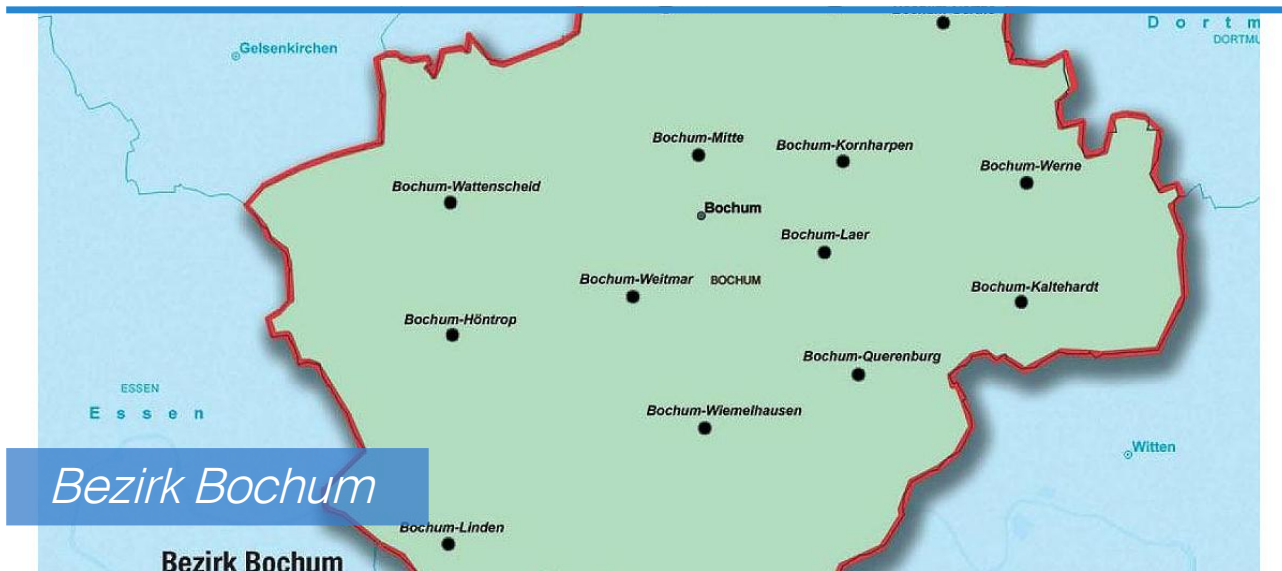 Dortm
DORTMU
Gelsenkirchen
Bochum-Mitte
Bochum-Kornharpen
Bochum-Werne
Bochum-Wattenscheid
Bochum
Bochum-Laer
Bochum-Weitmar
BOCHUM
Bochum-Kaltehardt
Bochum-Höntrop
Bochum-Querenburg
ESSEN
Essen
Bochum-Wiemelhausen
Witten
Bezirk Bochum
Bochum-Linden
Bezirk Bochum